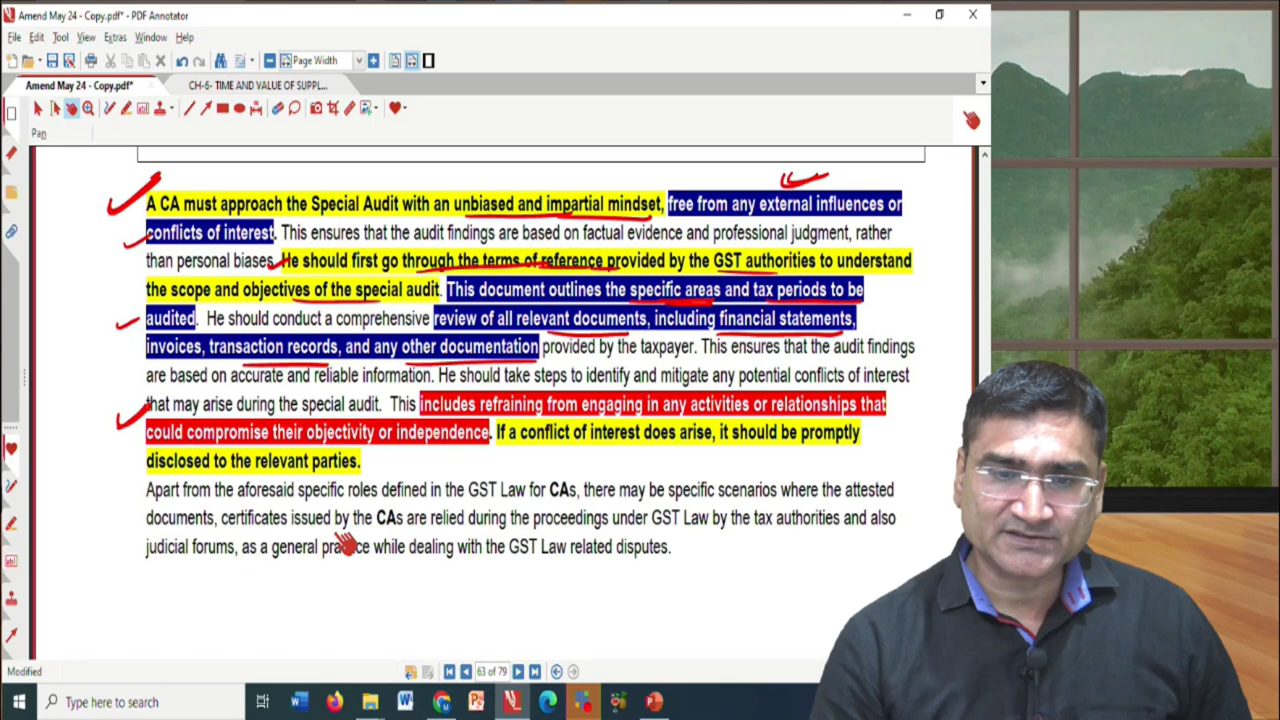 Amend May 24 - Copy.pdf* - PDF Annotator
File Edit Tool View Extras Window Help
Page Width
Amend May 24 - Copy.pdf*
CH-6- TIME AND VALUE OF SUPPL...
Pan
A CA must approach the Special Audit with an unbiased and impartial mindset, free from any external influences or
conflicts of interest. This ensures that the audit findings are based on factual evidence and professional judgment, rather
than personal biases. He should first go through the terms of reference provided by the GST authorities to understand
the scope and objectives of the special audit. This document outlines the specific areas and tax periods to be
audited. He should conduct a comprehensive review of all relevant documents, including financial statements,
invoices, transaction records, and any other documentation provided by the taxpayer. This ensures that the audit findings
are based on accurate and reliable information. He should take steps to identify and mitigate any potential conflicts of interest
that may arise during the special audit. This includes refraining from engaging in any activities or relationships that
could compromise their objectivity or independence. If a conflict of interest does arise, it should be promptly
disclosed to the relevant parties.
Apart from the aforesaid specific roles defined in the GST Law for CAs, there may be specific scenarios where the attested
documents, certificates issued by the CAs are relied during the proceedings under GST Law by the tax authorities and also
judicial forums, as a general practice while dealing with the GST Law related disputes.
Modified
63 of 79
Type here to search